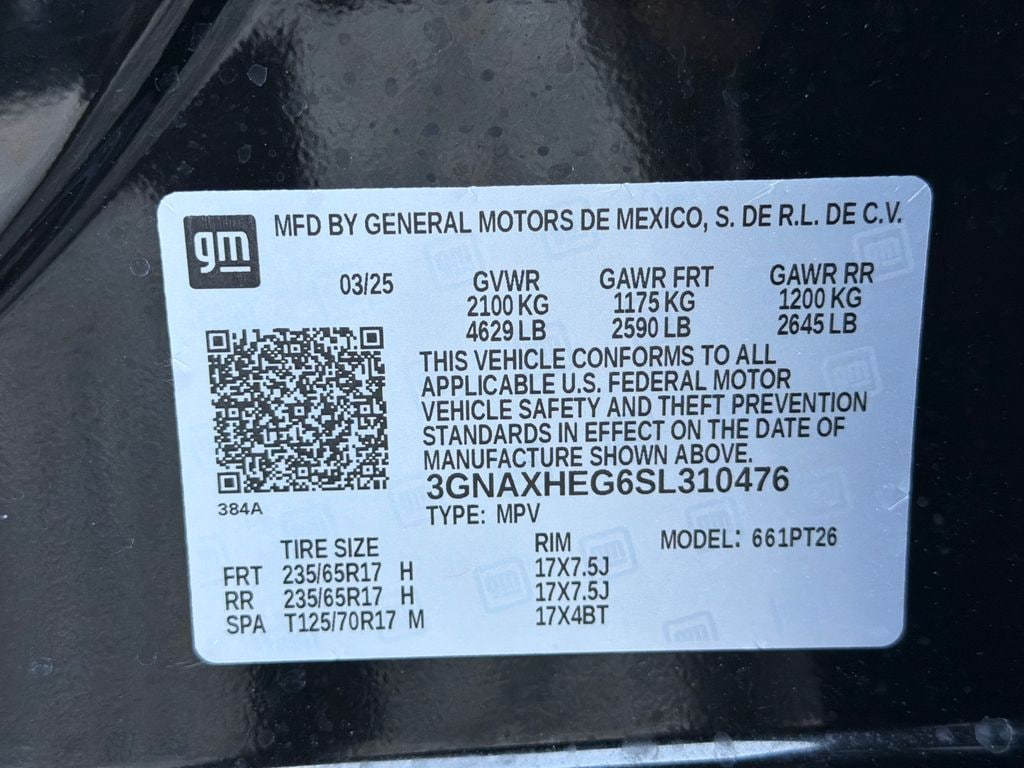 gm
MFD BY GENERAL MOTORS DE MEXICO, S. DE R.L. DE C.V.
03/25 GVWR GAWR FRT GAWR RR
2100 KG 1175 KG 1200 KG
4629 LB 2590 LB 2645 LB
THIS VEHICLE CONFORMS TO ALL
APPLICABLE U.S. FEDERAL MOTOR
VEHICLE SAFETY AND THEFT PREVENTION
STANDARDS IN EFFECT ON THE DATE OF
MANUFACTURE SHOWN ABOVE.
3GNAXHEG6SL310476
384A
TYPE: MPV
TIRE SIZE RIM MODEL: 661PT26
FRT 235/65R17 H 17X7.5J
RR 235/65R17 H 17X7.5J
SPA T125/70R17 M 17X4BT